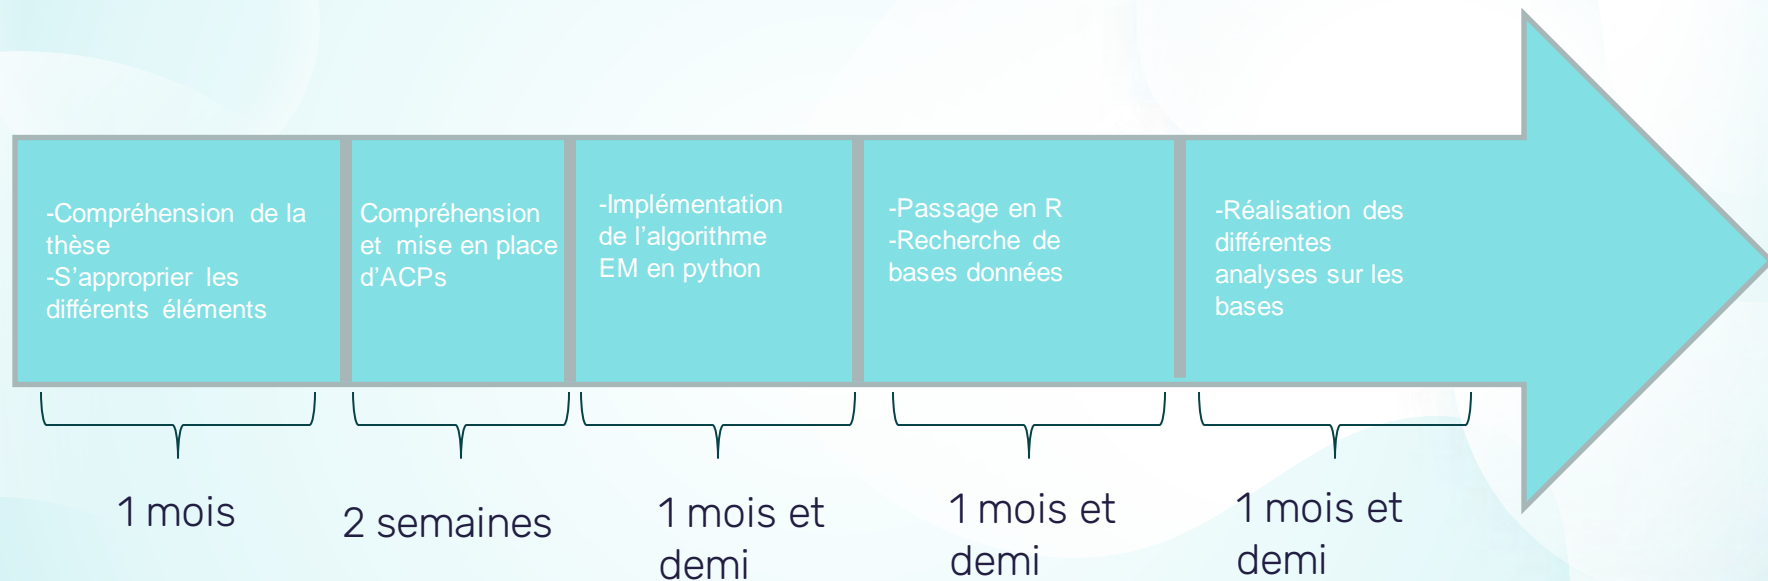 -Compréhension de la
thèse
-S'approprier les
différents éléments
Compréhension
et mise en place
d'ACPs
-Implémentation
de l'algorithme
EM en python
-Passage en R
-Recherche de
bases données
-Réalisation des
différentes
analyses sur les
bases
1 mois
2 semaines
1 mois et
demi
1 mois et
demi
1 mois et
demi